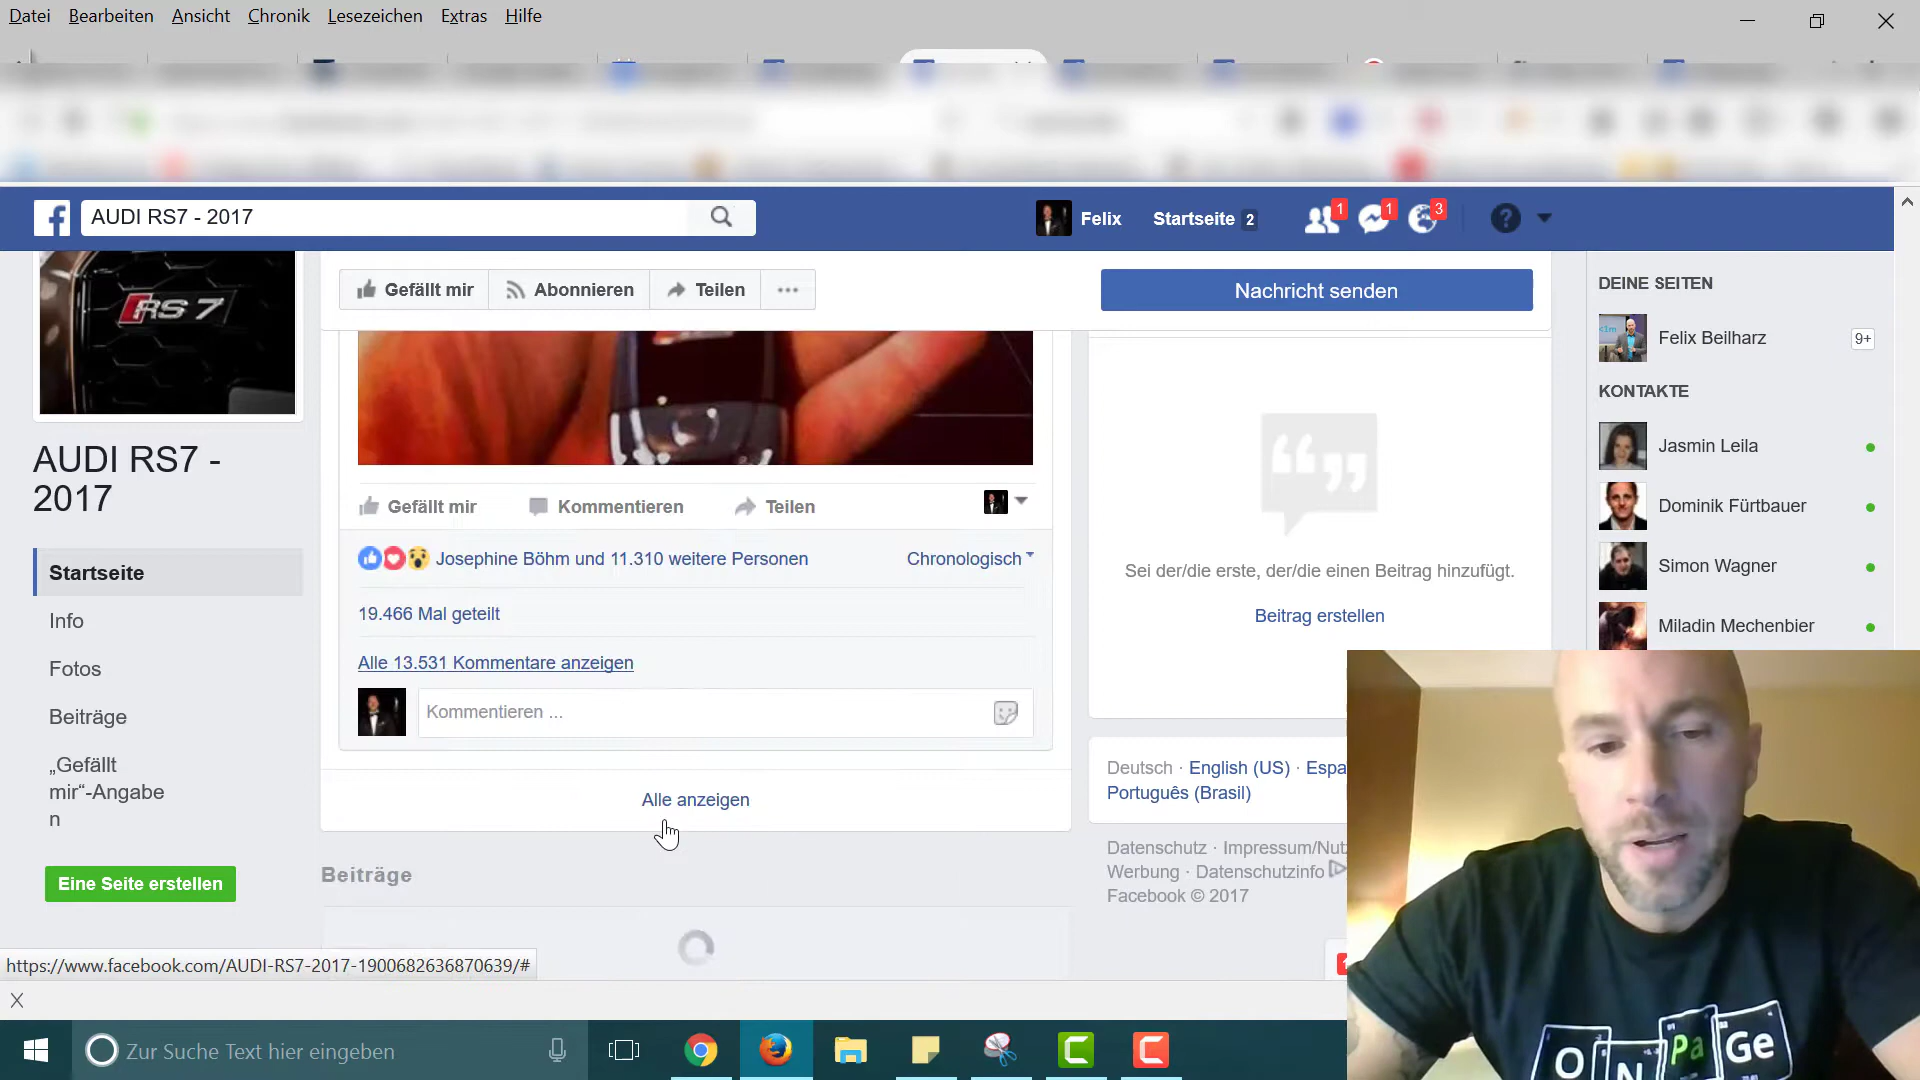 Datei Bearbeiten Ansicht Chronik Lesezeichen Extras Hilfe
AUDI RS7 - 2017
Felix
Startseite 2
1
1
3
?
RS 7
Gefällt mir
Abonnieren
Teilen
Nachricht senden
DEINE SEITEN
Felix Beilharz
9+
KONTAKTE
Jasmin Leila
Dominik Fürtbauer
Simon Wagner
Miladin Mechenbier
AUDI RS7 -
2017
Startseite
Info
Fotos
Beiträge
„Gefällt
mir“-Angabe
n
Eine Seite erstellen
Gefällt mir
Kommentieren
Teilen
Josephine Böhm und 11.310 weitere Personen
Chronologisch
19.466 Mal geteilt
Alle 13.531 Kommentare anzeigen
Kommentieren ...
Alle anzeigen
Beiträge
Sei der/die erste, der/die einen Beitrag hinzufügt.
Beitrag erstellen
Deutsch · English (US) · Espa
Português (Brasil)
Datenschutz · Impressum/Nut
Werbung · Datenschutzinfo
Facebook © 2017
https://www.facebook.com/AUDI-RS7-2017-1900682636870639/#
X
Zur Suche Text hier eingeben
O N Pa Ge